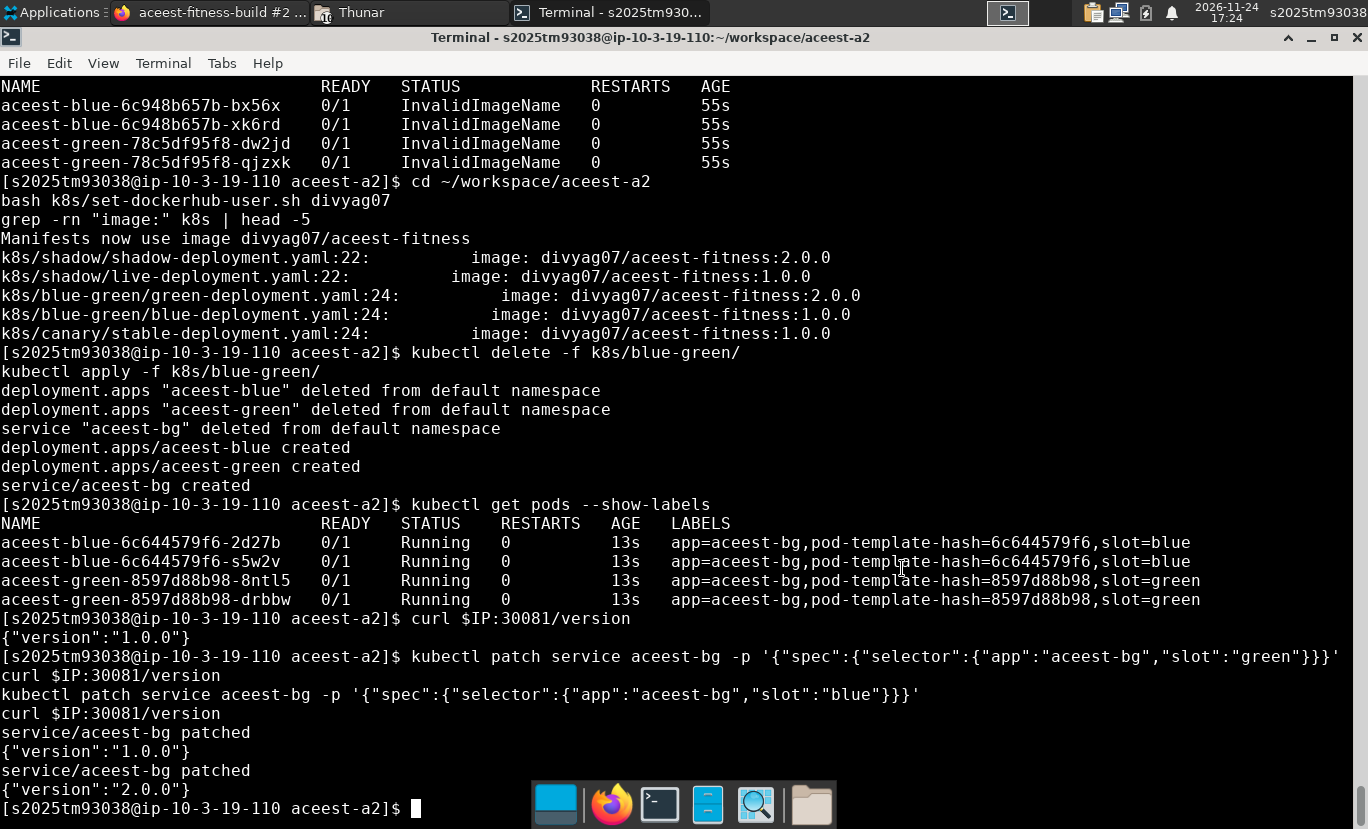 Applications
aceest-fitness-build #2 ...
Thunar
Terminal - s2025tm930...
2026-11-24
17:24
s2025tm93038
Terminal - s2025tm93038@ip-10-3-19-110:~/workspace/aceest-a2
File Edit View Terminal Tabs Help
NAME READY STATUS RESTARTS AGE
aceest-blue-6c948b657b-bx56x 0/1 InvalidImageName 0 55s
aceest-blue-6c948b657b-xk6rd 0/1 InvalidImageName 0 55s
aceest-green-78c5df95f8-dw2jd 0/1 InvalidImageName 0 55s
aceest-green-78c5df95f8-qjzxk 0/1 InvalidImageName 0 55s
[s2025tm93038@ip-10-3-19-110 aceest-a2]$ cd ~/workspace/aceest-a2
bash k8s/set-dockerhub-user.sh divyag07
grep -rn "image:" k8s | head -5
Manifests now use image divyag07/aceest-fitness
k8s/shadow/shadow-deployment.yaml:22: image: divyag07/aceest-fitness:2.0.0
k8s/shadow/live-deployment.yaml:22: image: divyag07/aceest-fitness:1.0.0
k8s/blue-green/green-deployment.yaml:24: image: divyag07/aceest-fitness:2.0.0
k8s/blue-green/blue-deployment.yaml:24: image: divyag07/aceest-fitness:1.0.0
k8s/canary/stable-deployment.yaml:24: image: divyag07/aceest-fitness:1.0.0
[s2025tm93038@ip-10-3-19-110 aceest-a2]$ kubectl delete -f k8s/blue-green/
kubectl apply -f k8s/blue-green/
deployment.apps "aceest-blue" deleted from default namespace
deployment.apps "aceest-green" deleted from default namespace
service "aceest-bg" deleted from default namespace
deployment.apps/aceest-blue created
deployment.apps/aceest-green created
service/aceest-bg created
[s2025tm93038@ip-10-3-19-110 aceest-a2]$ kubectl get pods --show-labels
NAME READY STATUS RESTARTS AGE LABELS
aceest-blue-6c644579f6-2d27b 0/1 Running 0 13s app=aceest-bg,pod-template-hash=6c644579f6,slot=blue
aceest-blue-6c644579f6-s5w2v 0/1 Running 0 13s app=aceest-bg,pod-template-hash=6c644579f6,slot=blue
aceest-green-8597d88b98-8ntl5 0/1 Running 0 13s app=aceest-bg,pod-template-hash=8597d88b98,slot=green
aceest-green-8597d88b98-drbbw 0/1 Running 0 13s app=aceest-bg,pod-template-hash=8597d88b98,slot=green
[s2025tm93038@ip-10-3-19-110 aceest-a2]$ curl $IP:30081/version
{"version":"1.0.0"}
[s2025tm93038@ip-10-3-19-110 aceest-a2]$ kubectl patch service aceest-bg -p '{"spec":{"selector":{"app":"aceest-bg","slot":"green"}}}'
curl $IP:30081/version
kubectl patch service aceest-bg -p '{"spec":{"selector":{"app":"aceest-bg","slot":"blue"}}}'
curl $IP:30081/version
service/aceest-bg patched
{"version":"1.0.0"}
service/aceest-bg patched
{"version":"2.0.0"}
[s2025tm93038@ip-10-3-19-110 aceest-a2]$